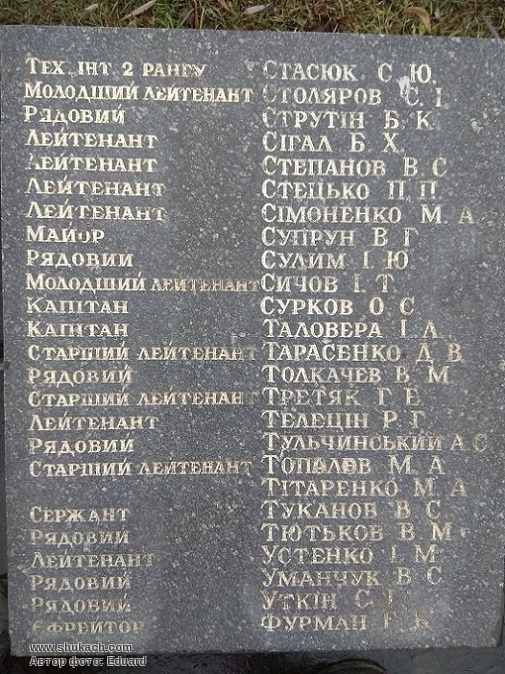 Тех. інт. 2 рангу Стасюк С. Ю.
Молодший лейтенант Столяров С. І.
Рядовий Струтін Б. К.
Лейтенант Сігал Б. Х.
Лейтенант Степанов В. С.
Лейтенант Стецько П. П.
Лейтенант Сімоненко М. А.
Майор Супрун В. Г.
Рядовий Сулим І. Ю.
Молодший лейтенант Сичов І. Т.
Капітан Сурков О. С.
Капітан Таловера І. Л.
Старший лейтенант Тарасенко Д. В.
Рядовий Толкачев В. М.
Старший лейтенант Третяк Г. Е.
Лейтенант Телецін Р. Г.
Рядовий Тульчинський А. С.
Старший лейтенант Топалов М. А.
Тітаренко М. А.
Сержант Туканов В. С.
Рядовий Тютьков В. М.
Лейтенант Устенко І. М.
Рядовий Уманчук В. С.
Рядовий Уткін С.
Єфрейтор Фурман
www.shukach.com
Автор фото: Eduard